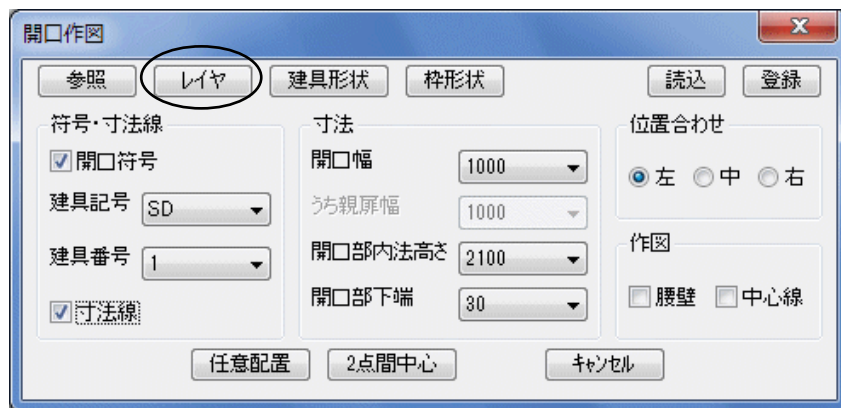 開口作図
参照 レイヤ 建具形状 枠形状 読込 登録
符号・寸法線 寸法 位置合わせ
開口符号 開口幅 1000 左 中 右
建具記号 SD うち親扉幅 1000
建具番号 1 開口部内法高さ 2100 作図
寸法線 開口部下端 30 腰壁 中心線
任意配置 2点間中心 キャンセル